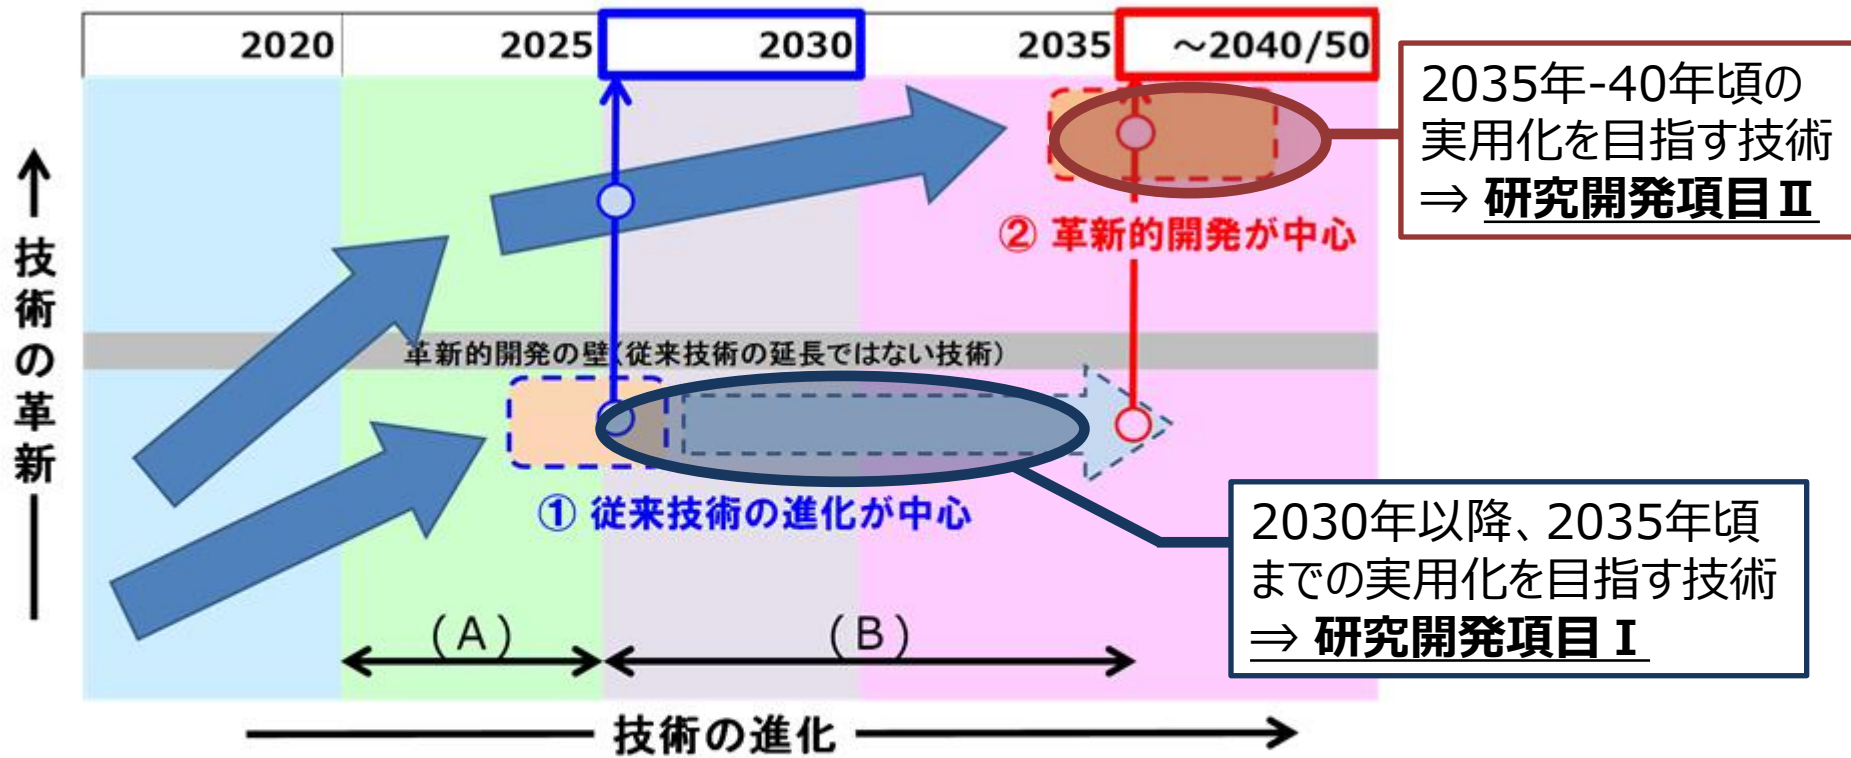 2020 2025 2030 2035 ～2040/50
2035年-40年頃の
実用化を目指す技術
⇒ 研究開発項目Ⅱ
② 革新的開発が中心
技術の革新
革新的開発の壁(従来技術の延長ではない技術)
① 従来技術の進化が中心
2030年以降、2035年頃
までの実用化を目指す技術
⇒ 研究開発項目Ⅰ
(A) (B)
技術の進化